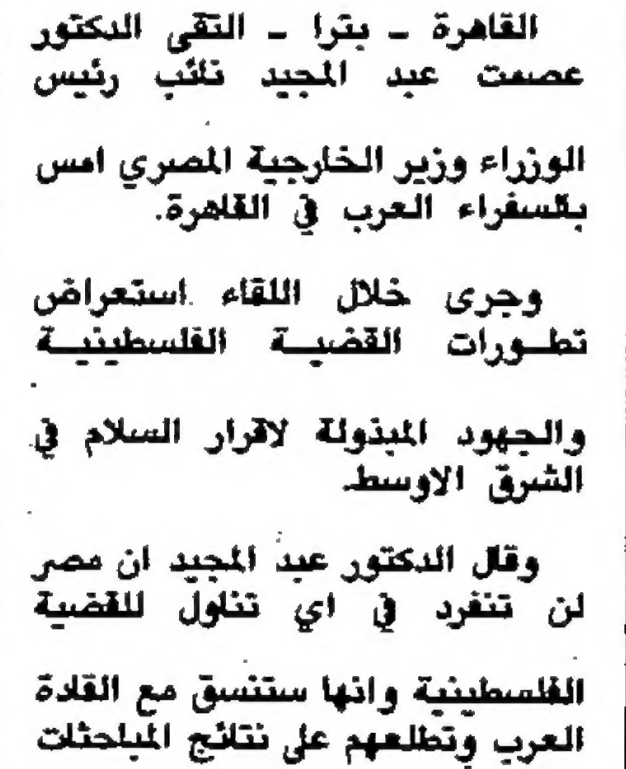 القاهرة - بترا - التقى الدكتور
عصمت عبد المجيد نائب رئيس
الوزراء وزير الخارجية المصري امس
بالسفراء العرب في القاهرة.
وجرى خلال اللقاء استعراض
تطورات القضية الفلسطينية
والجهود المبذولة لاقرار السلام في
الشرق الاوسط.
وقال الدكتور عبد المجيد ان مصر
لن تنفرد في اي تناول للقضية
الفلسطينية وانها ستنسق مع القادة
العرب وتطلعهم على نتائج المباحثات